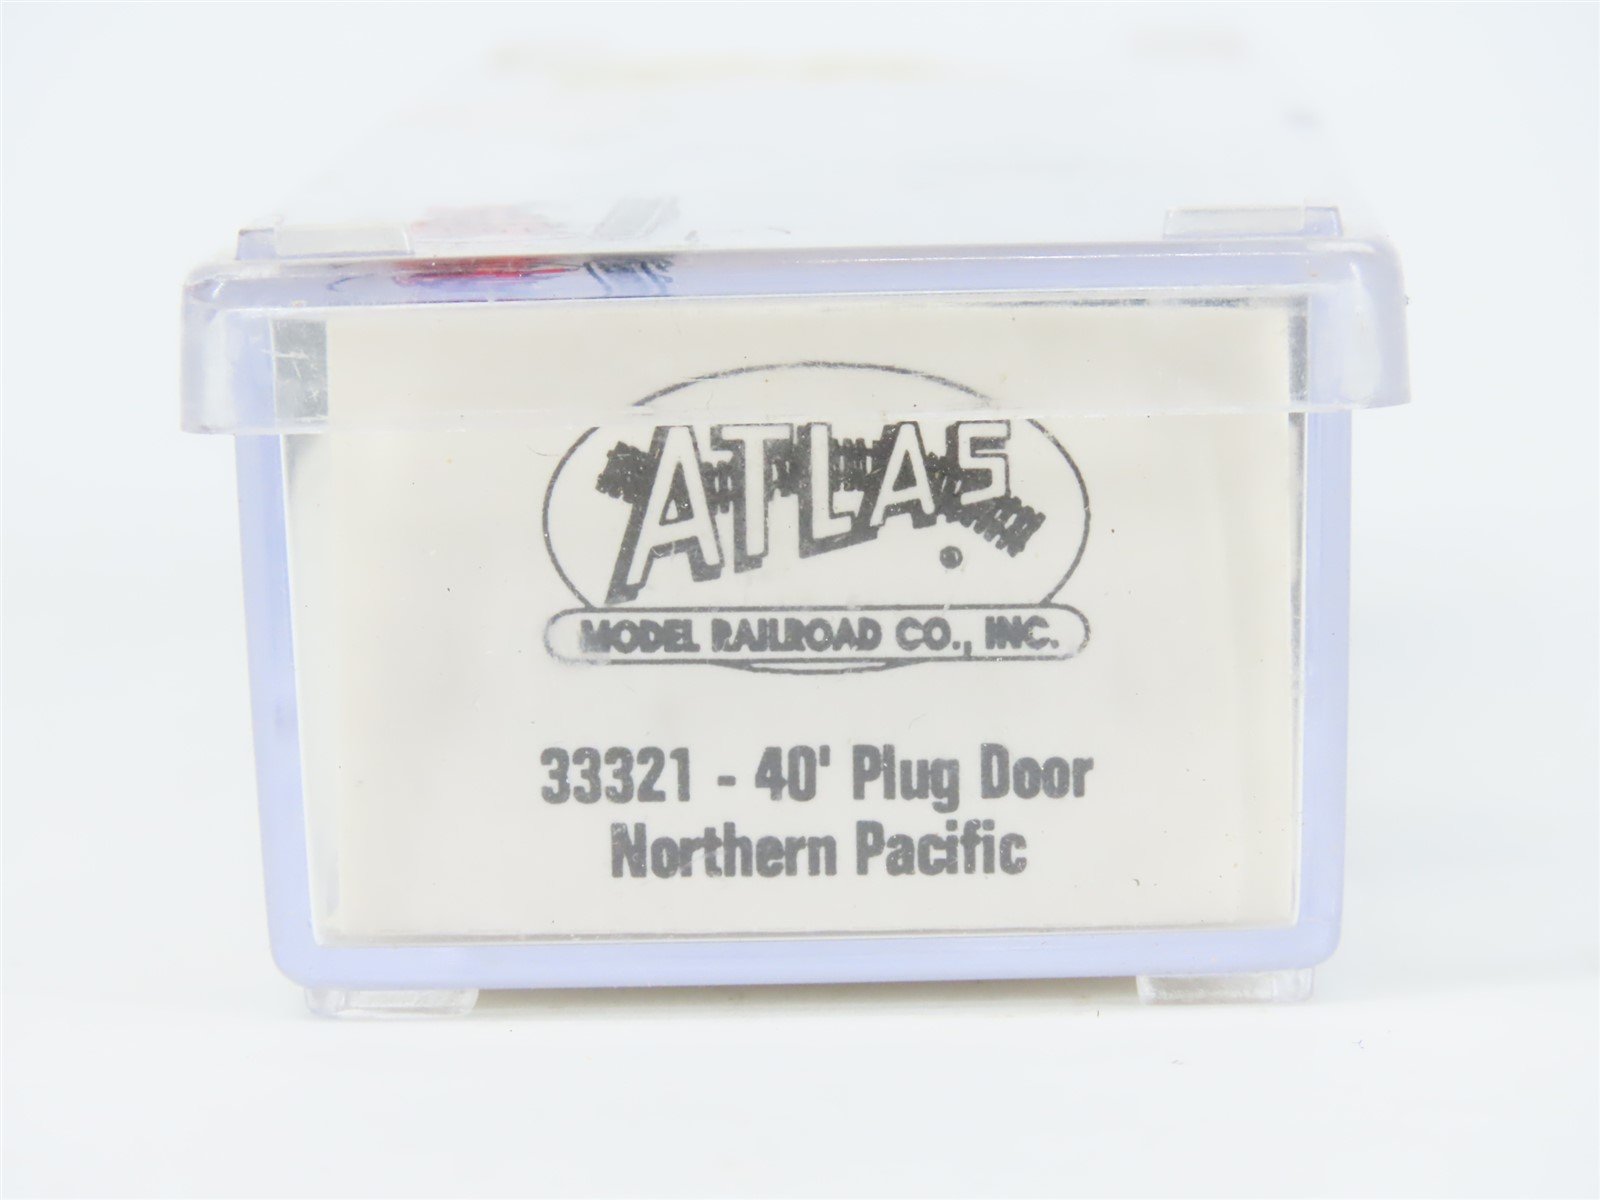 ATLAS
MODEL RAILROAD CO., INC.
33321 - 40' Plug Door
Northern Pacific